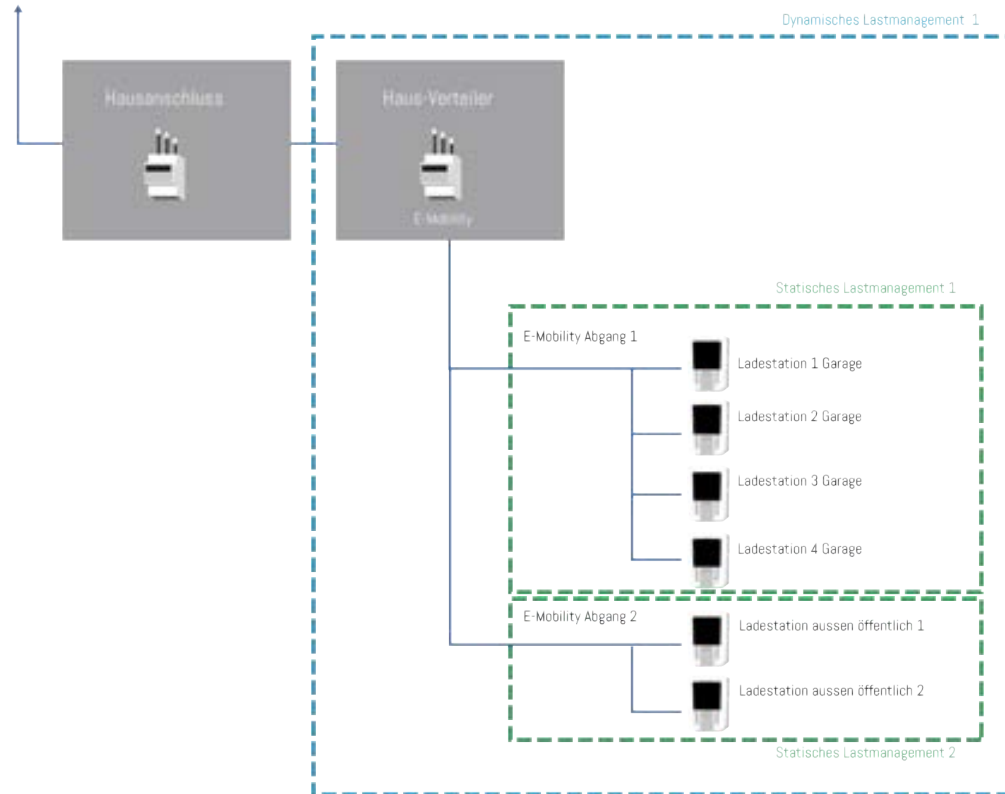 Dynamisches Lastmanagement 1
Hausanschluss
Haus-Verteiler
E-Mobility
Statisches Lastmanagement 1
E-Mobility Abgang 1
Ladestation 1 Garage
Ladestation 2 Garage
Ladestation 3 Garage
Ladestation 4 Garage
E-Mobility Abgang 2
Ladestation aussen öffentlich 1
Ladestation aussen öffentlich 2
Statisches Lastmanagement 2